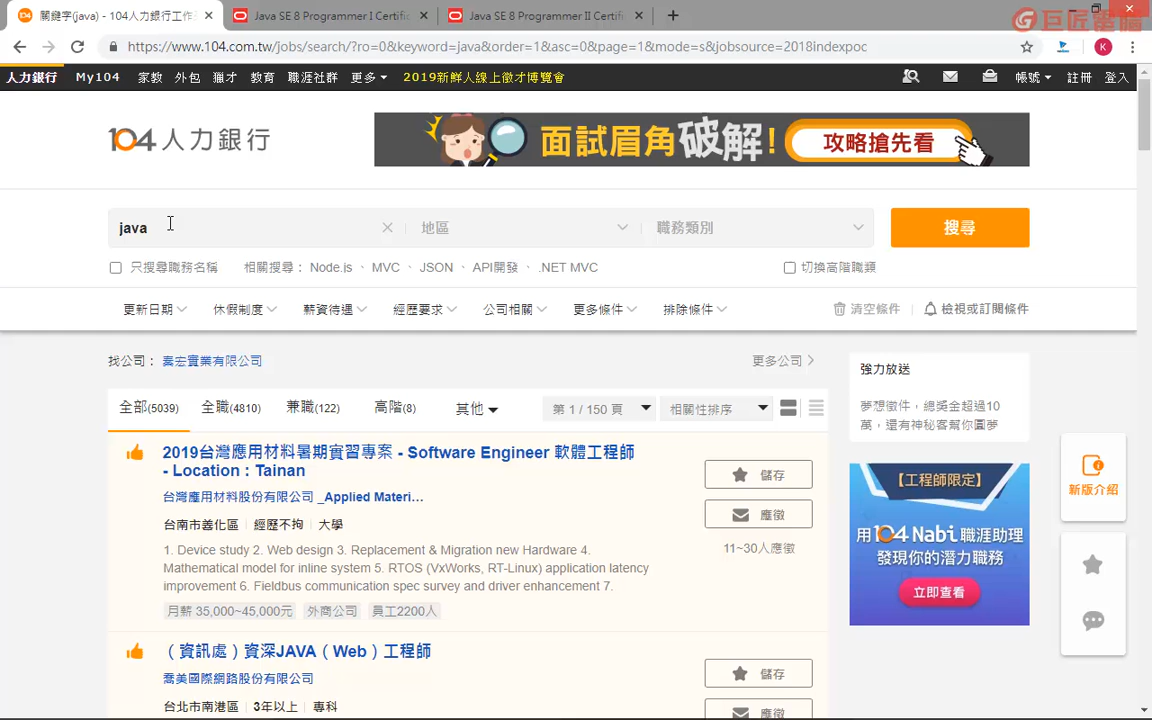 關鍵字(java) - 104人力銀行工作
Java SE 8 Programmer I Certific
Java SE 8 Programmer II Certifi
巨匠電腦
https://www.104.com.tw/jobs/search/?ro=0&keyword=java&order=1&asc=0&page=1&mode=s&jobsource=2018indexpoc
K
人力銀行 My104 家教 外包 獵才 教育 職涯社群 更多 2019新鮮人線上徵才博覽會 帳號 註冊 登入
104人力銀行
面試眉角破解! 攻略搶先看
java 地區 職務類別 搜尋
只搜尋職務名稱 相關搜尋： Node.js、MVC、JSON、API開發、.NET MVC 切換高階職類
更新日期 休假制度 薪資待遇 經歷要求 公司相關 更多條件 排除條件 清空條件 檢視或訂閱條件
找公司： 壽宏實業有限公司 更多公司
全部(5039) 全職(4810) 兼職(122) 高階(8) 其他 第 1 / 150 頁 相關性排序
2019台灣應用材料暑期實習專案 - Software Engineer 軟體工程師
- Location : Tainan
台灣應用材料股份有限公司 _Applied Materi...
台南市善化區 經歷不拘 大學
1. Device study 2. Web design 3. Replacement & Migration new Hardware 4.
Mathematical model for inline system 5. RTOS (VxWorks, RT-Linux) application latency
improvement 6. Fieldbus communication spec survey and driver enhancement 7.
月薪 35,000~45,000元 外商公司 員工2200人
儲存
應徵
11~30人應徵
（資訊處）資深JAVA（Web）工程師
喬美國際網路股份有限公司
台北市南港區 3年以上 專科
儲存
應徵
強力放送
夢想徵件，總獎金超過10
萬，還有神秘客幫你圓夢
【工程師限定】
用104 Nabi 職涯助理
發現你的潛力職務
立即查看
新版介紹